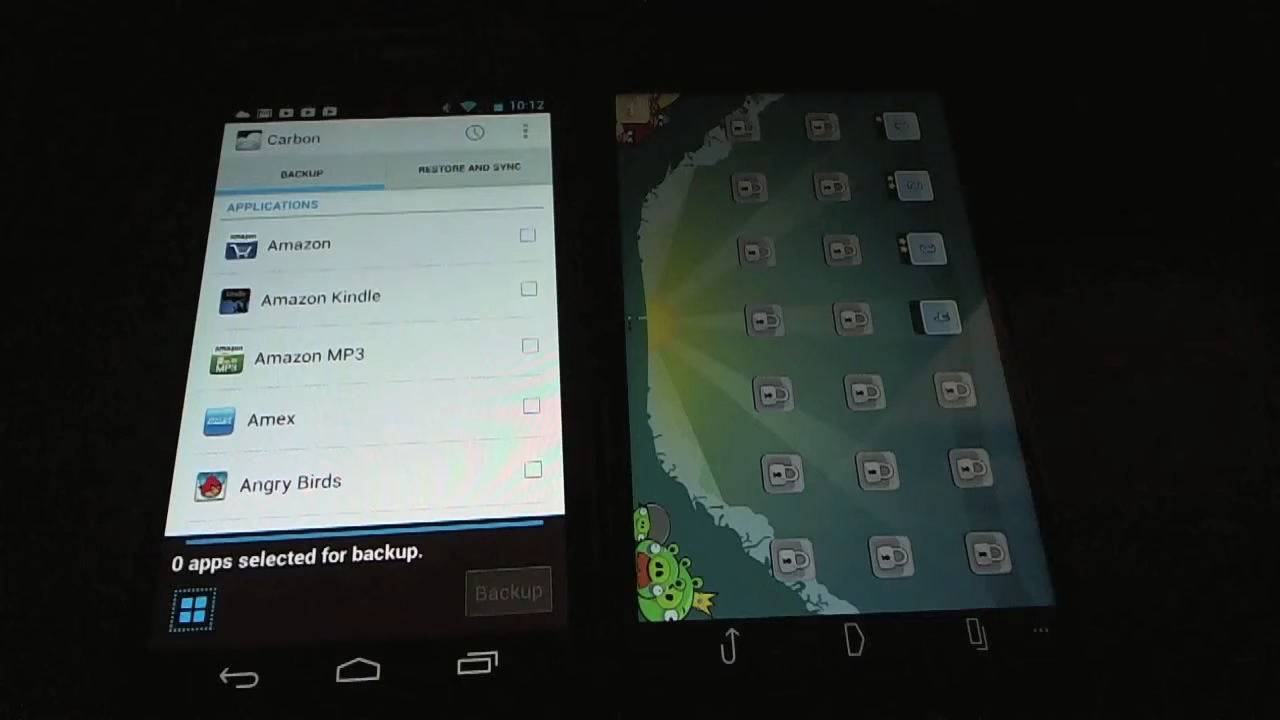 10:12
Carbon
BACKUP
RESTORE AND SYNC
APPLICATIONS
Amazon
Amazon Kindle
Amazon MP3
Amex
Angry Birds
0 apps selected for backup.
Backup